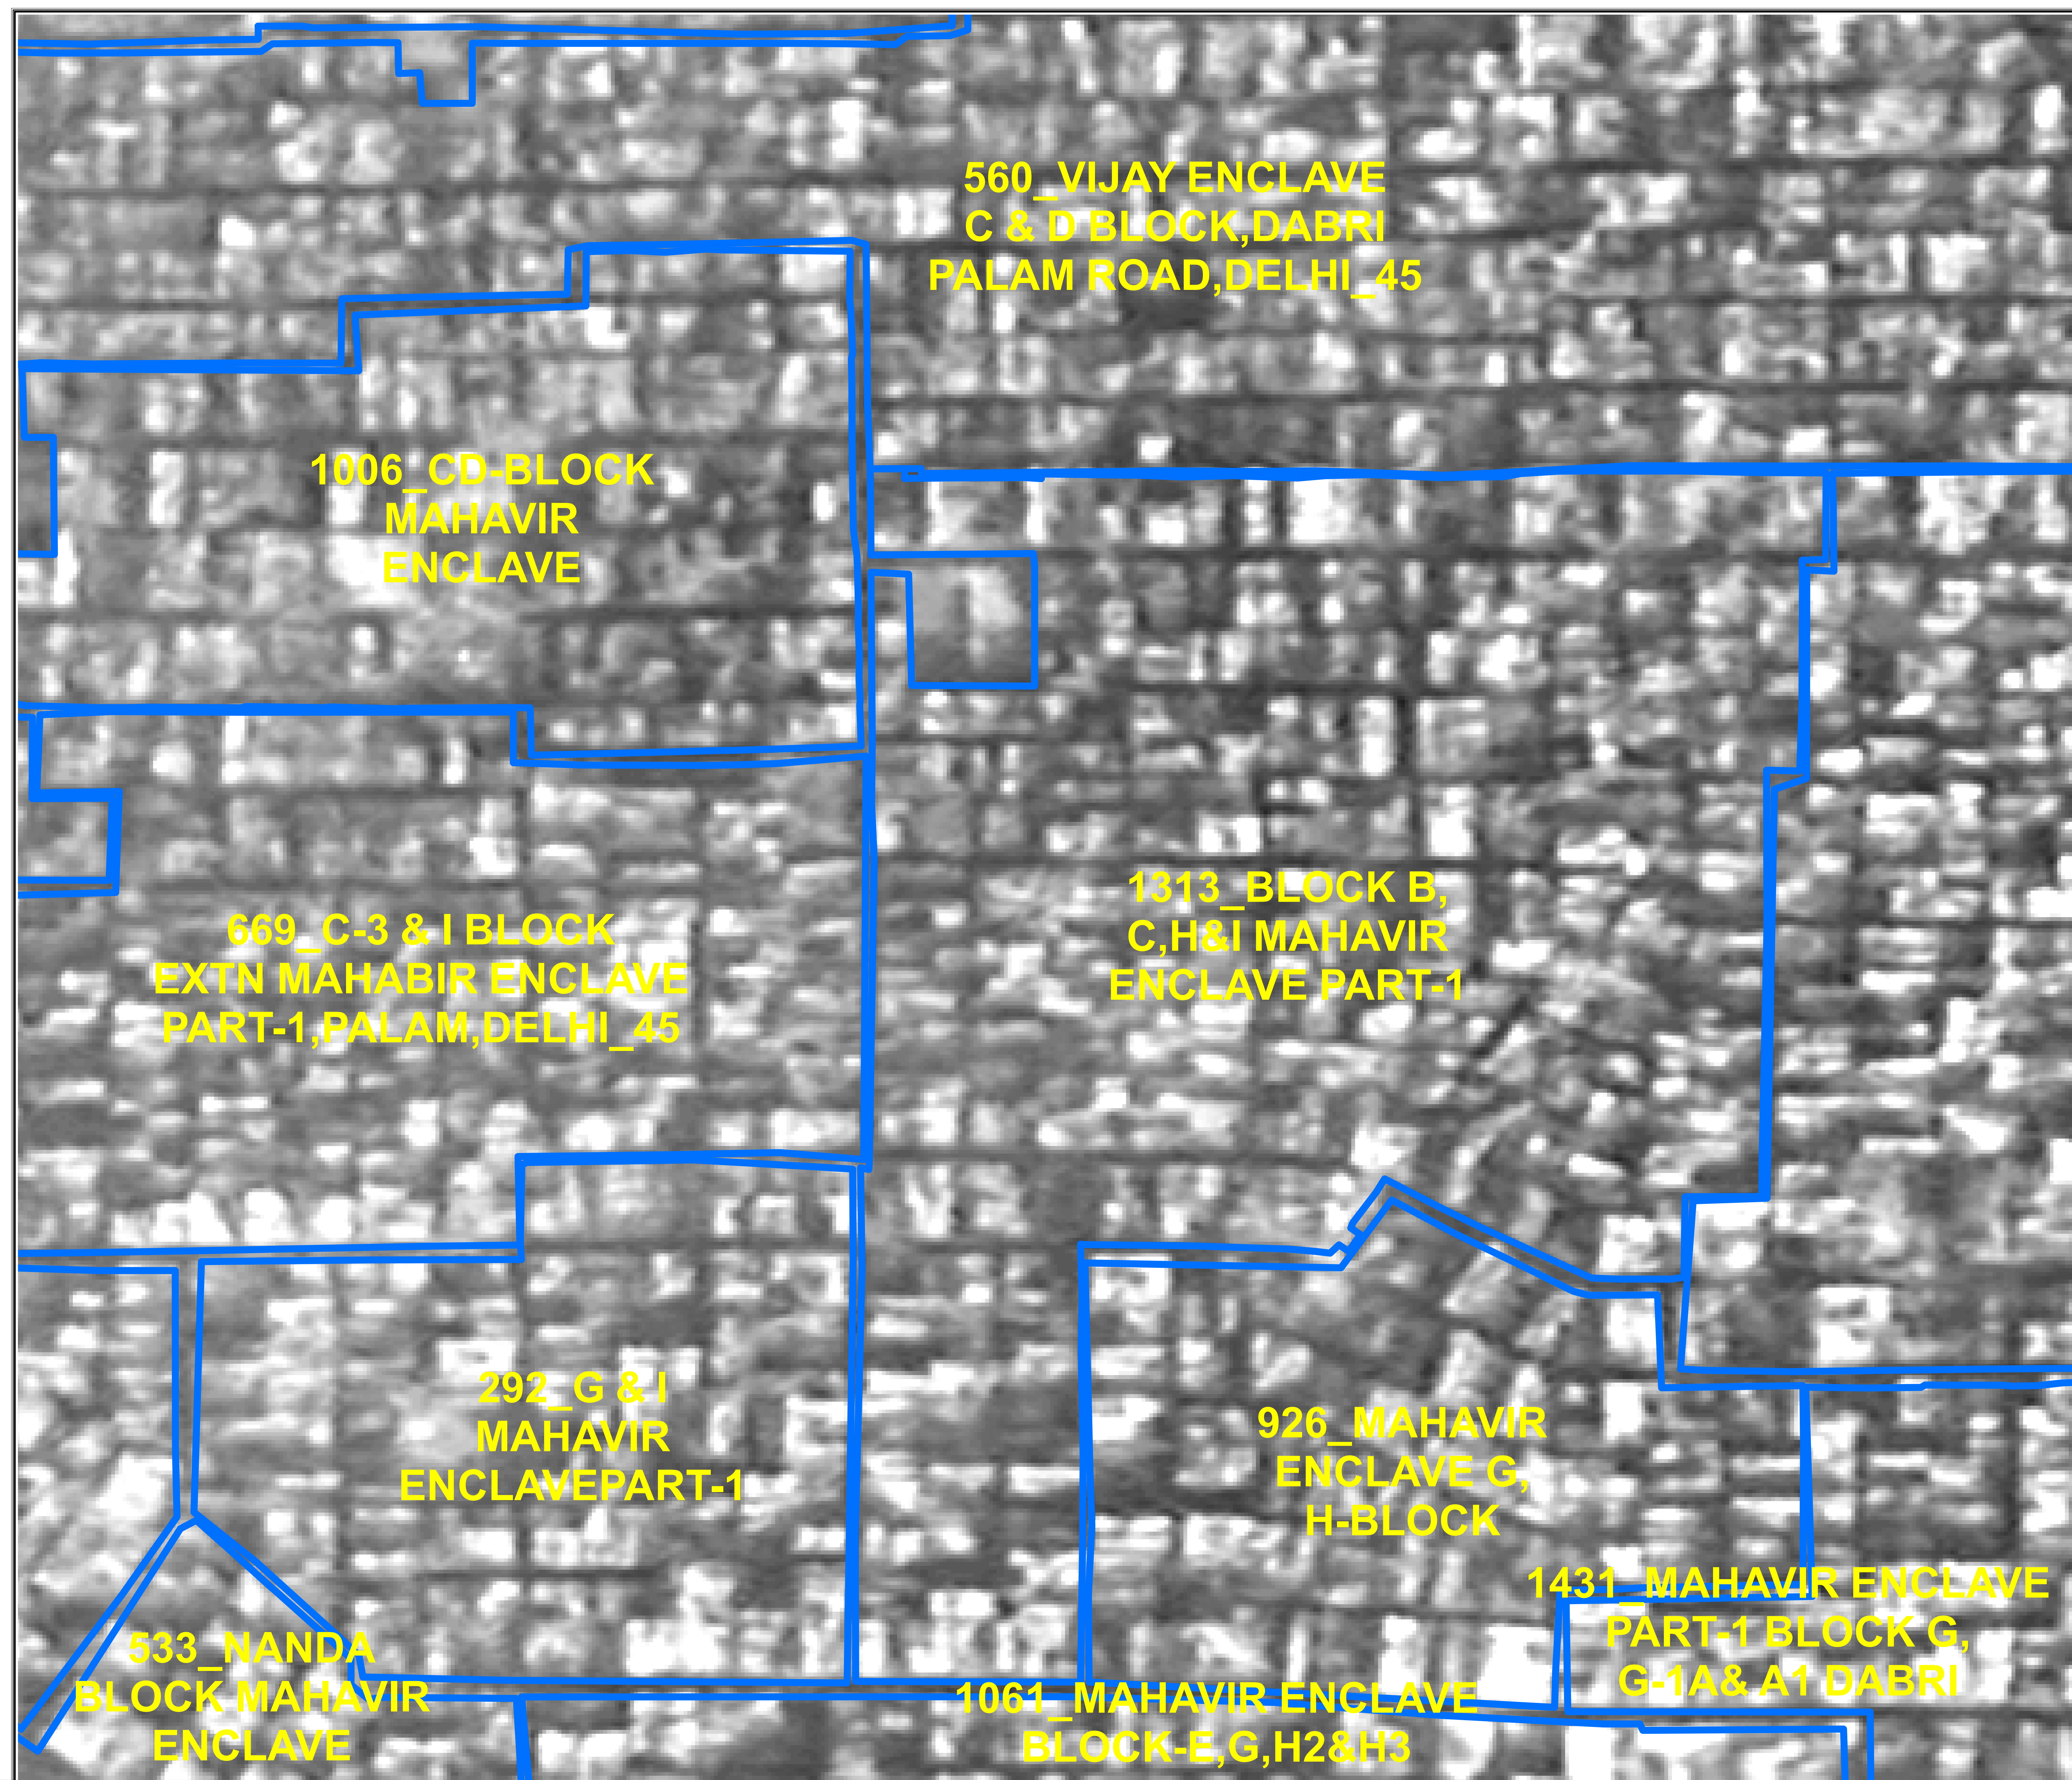 560_VIJAY ENCLAVE
C & D BLOCK,DABRI
PALAM ROAD,DELHI_45
1006_CD-BLOCK
MAHAVIR
ENCLAVE
1313_BLOCK B,
C,H&I MAHAVIR
ENCLAVE PART-1
669_C-3 & I BLOCK
EXTN MAHABIR ENCLAVE
PART-1,PALAM,DELHI_45
292_G & I
MAHAVIR
ENCLAVEPART-1
926_MAHAVIR
ENCLAVE G,
H-BLOCK
1431_MAHAVIR ENCLAVE
PART-1 BLOCK G,
G-1A& A1 DABRI
533_NANDA
BLOCK MAHAVIR
ENCLAVE
1061_MAHAVIR ENCLAVE
BLOCK-E,G,H2&H3